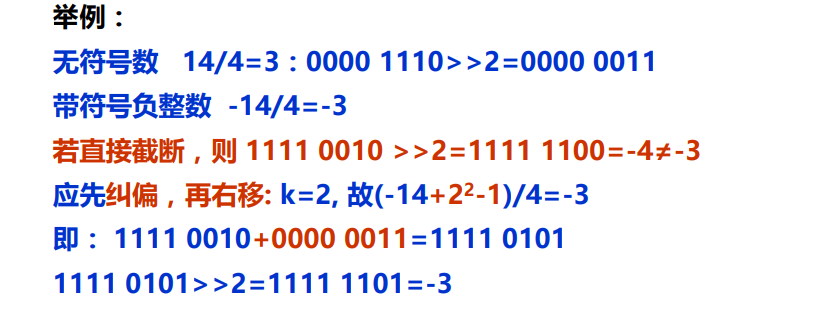 举例：
无符号数 14/4=3：0000 1110>>2=0000 0011
带符号负整数 -14/4=-3
若直接截断，则 1111 0010 >>2=1111 1100=-4≠-3
应先纠偏，再右移: k=2, 故(-14+2²-1)/4=-3
即： 1111 0010+0000 0011=1111 0101
1111 0101>>2=1111 1101=-3